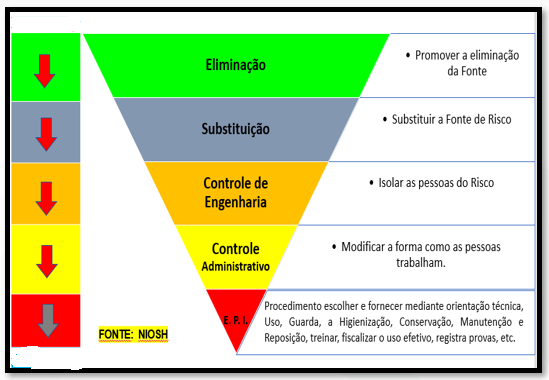 Eliminação
• Promover a eliminação
da Fonte
Substituição
• Substituir a Fonte de Risco
Controle de
Engenharia
• Isolar as pessoas do Risco
Controle
Administrativo
• Modificar a forma como as pessoas
trabalham.
E. P. I.
Procedimento escolher e fornecer mediante orientação técnica,
Uso, Guarda, a Higienização, Conservação, Manutenção e
Reposição, treinar, fiscalizar o uso efetivo, registra provas, etc.
FONTE: NIOSH